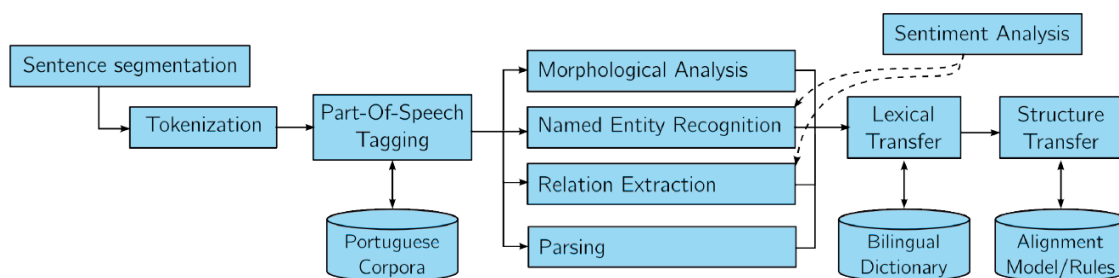 Sentence segmentation
Tokenization
Part-Of-Speech
Tagging
Portuguese
Corpora
Morphological Analysis
Named Entity Recognition
Relation Extraction
Parsing
Sentiment Analysis
Lexical
Transfer
Bilingual
Dictionary
Structure
Transfer
Alignment
Model/Rules